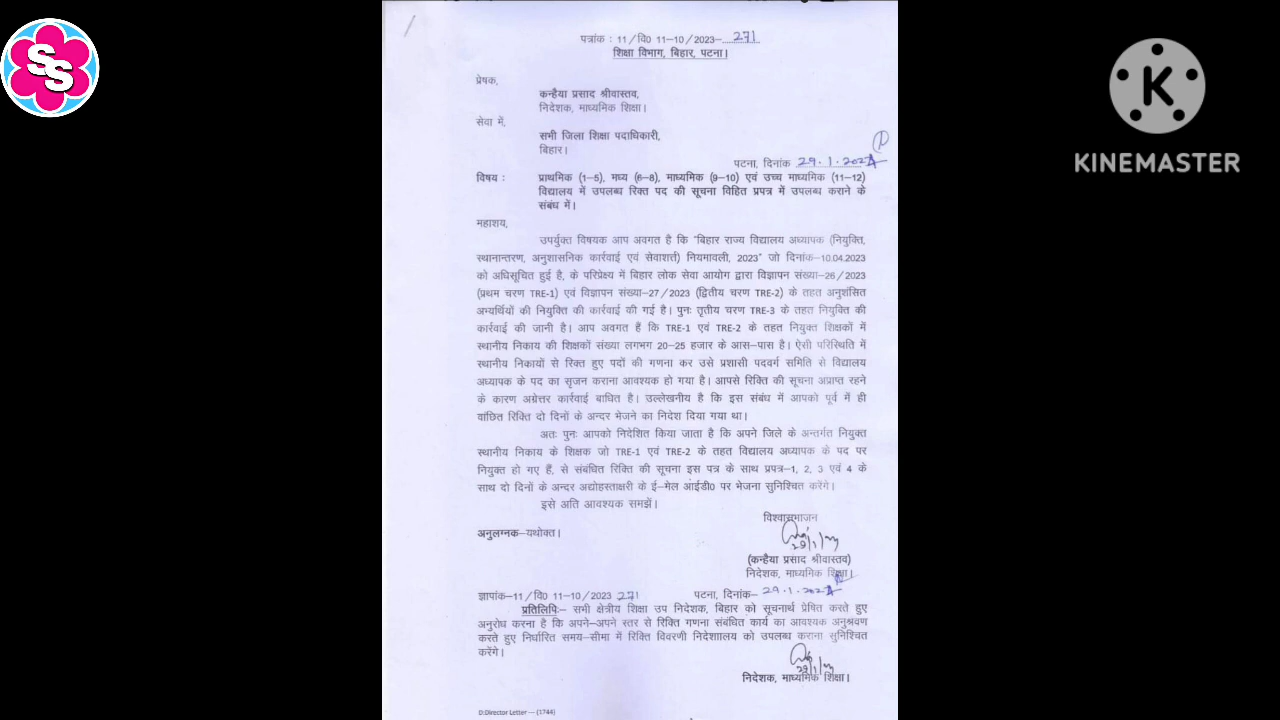 SS
पत्रांक : 11/वि0 11-10/2023-271
शिक्षा विभाग, बिहार, पटना।
प्रेषक,
कन्हैया प्रसाद श्रीवास्तव,
निदेशक, माध्यमिक शिक्षा।
सेवा में,
सभी जिला शिक्षा पदाधिकारी,
बिहार।
पटना, दिनांक 29.1.2024
विषय : प्राथमिक (1-5), मध्य (6-8), माध्यमिक (9-10) एवं उच्च माध्यमिक (11-12)
विद्यालय में उपलब्ध रिक्त पद की सूचना विहित प्रपत्र में उपलब्ध कराने के
संबंध में।
महाशय,
उपर्युक्त विषयक आप अवगत है कि "बिहार राज्य विद्यालय अध्यापक (नियुक्ति,
स्थानान्तरण, अनुशासनिक कार्रवाई एवं सेवाशर्त्त) नियमावली, 2023" जो दिनांक-10.04.2023
को अधिसूचित हुई है, के परिप्रेक्ष्य में बिहार लोक सेवा आयोग द्वारा विज्ञापन संख्या-26/2023
(प्रथम चरण TRE-1) एवं विज्ञापन संख्या-27/2023 (द्वितीय चरण TRE-2) के तहत अनुशंसित
अभ्यर्थियों की नियुक्ति की कार्रवाई की गई है। पुनः तृतीय चरण TRE-3 के तहत नियुक्ति की
कार्रवाई की जानी है। आप अवगत हैं कि TRE-1 एवं TRE-2 के तहत नियुक्त शिक्षकों में
स्थानीय निकाय की शिक्षकों संख्या लगभग 20-25 हजार के आस-पास है। ऐसी परिस्थिति में
स्थानीय निकायों से रिक्त हुए पदों की गणना कर उसे प्रशासी पदवर्ग समिति से विद्यालय
अध्यापक के पद का सृजन कराना आवश्यक हो गया है। आपसे रिक्ति की सूचना अप्राप्त रहने
के कारण अग्रेत्तर कार्रवाई बाधित है। उल्लेखनीय है कि इस संबंध में आपको पूर्व में ही
वांछित रिक्ति दो दिनों के अन्दर भेजने का निदेश दिया गया था।
अतः पुनः आपको निदेशित किया जाता है कि अपने जिले के अन्तर्गत नियुक्त
स्थानीय निकाय के शिक्षक जो TRE-1 एवं TRE-2 के तहत विद्यालय अध्यापक के पद पर
नियुक्त हो गए हैं, से संबंधित रिक्ति की सूचना इस पत्र के साथ प्रपत्र-1, 2, 3 एवं 4 के
साथ दो दिनों के अन्दर अद्योहस्ताक्षरी के ई-मेल आईडी0 पर भेजना सुनिश्चित करेंगे।
इसे अति आवश्यक समझें।
विश्वासभाजन
29/1/24
अनुलग्नक-यथोक्त।
(कन्हैया प्रसाद श्रीवास्तव)
निदेशक, माध्यमिक शिक्षा।
ज्ञापांक-11/वि0 11-10/2023 271 पटना, दिनांक- 29.1.2024
प्रतिलिपिः- सभी क्षेत्रीय शिक्षा उप निदेशक, बिहार को सूचनार्थ प्रेषित करते हुए
अनुरोध करना है कि अपने-अपने स्तर से रिक्ति गणना संबंधित कार्य का आवश्यक अनुश्रवण
करते हुए निर्धारित समय-सीमा में रिक्ति विवरणी निदेशाालय को उपलब्ध कराना सुनिश्चित
करेंगे।
29/1/24
निदेशक, माध्यमिक शिक्षा।
D:Director Letter — (1744)
K
KINEMASTER